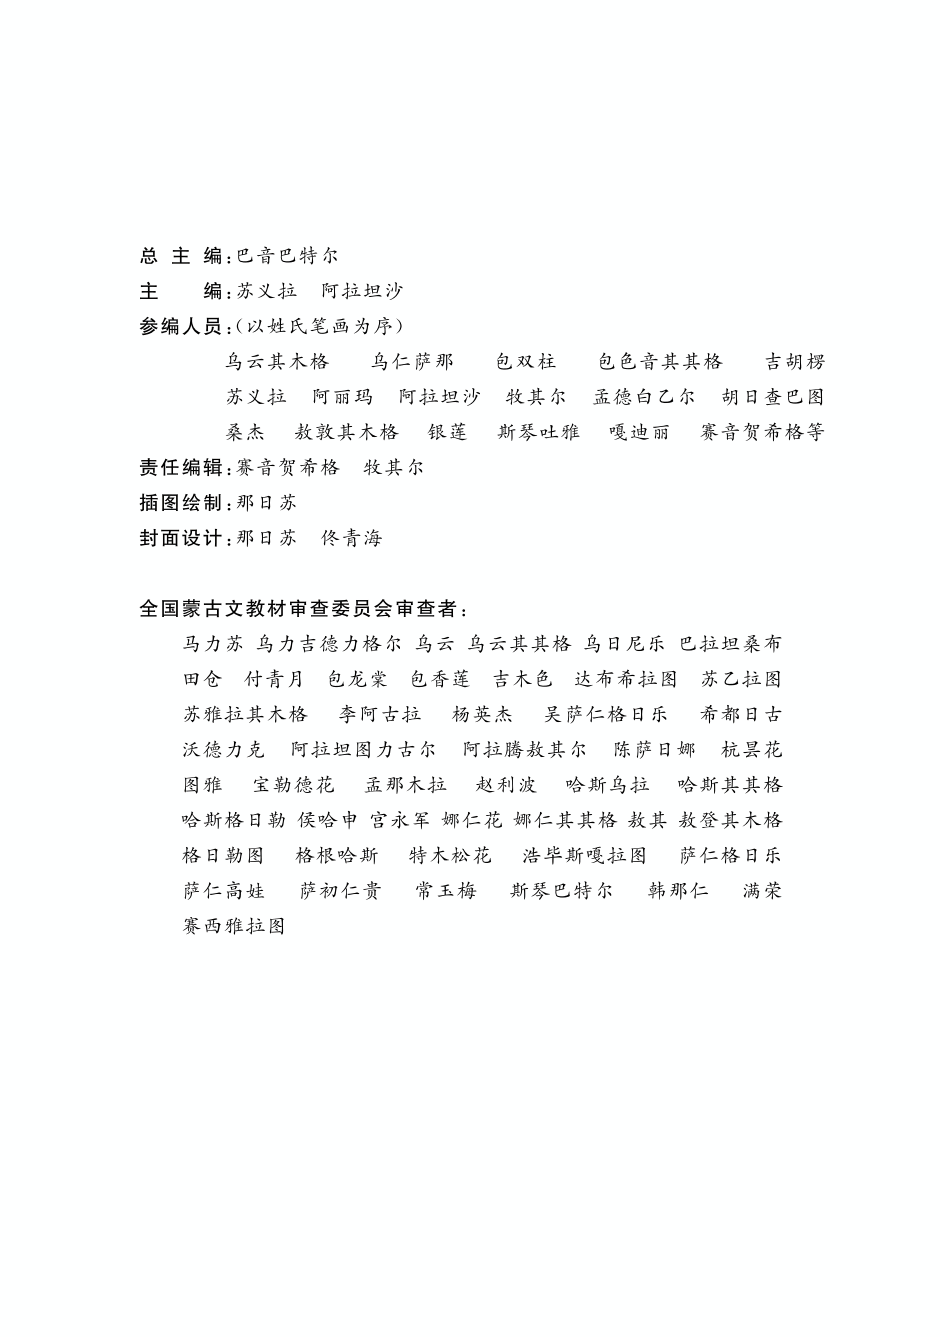 总 主 编:巴音巴特尔
主 编:苏义拉 阿拉坦沙
参编人员:(以姓氏笔画为序)
乌云其木格 乌仁萨那 包双柱 包色音其其格 吉胡楞
苏义拉 阿丽玛 阿拉坦沙 牧其尔 孟德白乙尔 胡日查巴图
桑杰 敖敦其木格 银莲 斯琴吐雅 嘎迪丽 赛音贺希格等
责任编辑:赛音贺希格 牧其尔
插图绘制:那日苏
封面设计:那日苏 佟青海
全国蒙古文教材审查委员会审查者:
马力苏 乌力吉德力格尔 乌云 乌云其其格 乌日尼乐 巴拉坦桑布
田仓 付青月 包龙棠 包香莲 吉木色 达布希拉图 苏乙拉图
苏雅拉其木格 李阿古拉 杨英杰 吴萨仁格日乐 希都日古
沃德力克 阿拉坦图力古尔 阿拉腾敖其尔 陈萨日娜 杭昙花
图雅 宝勒德花 孟那木拉 赵利波 哈斯乌拉 哈斯其其格
哈斯格日勒 侯哈申 宫永军 娜仁花 娜仁其其格 敖其 敖登其木格
格日勒图 格根哈斯 特木松花 浩毕斯嘎拉图 萨仁格日乐
萨仁高娃 萨初仁贵 常玉梅 斯琴巴特尔 韩那仁 满荣
赛西雅拉图